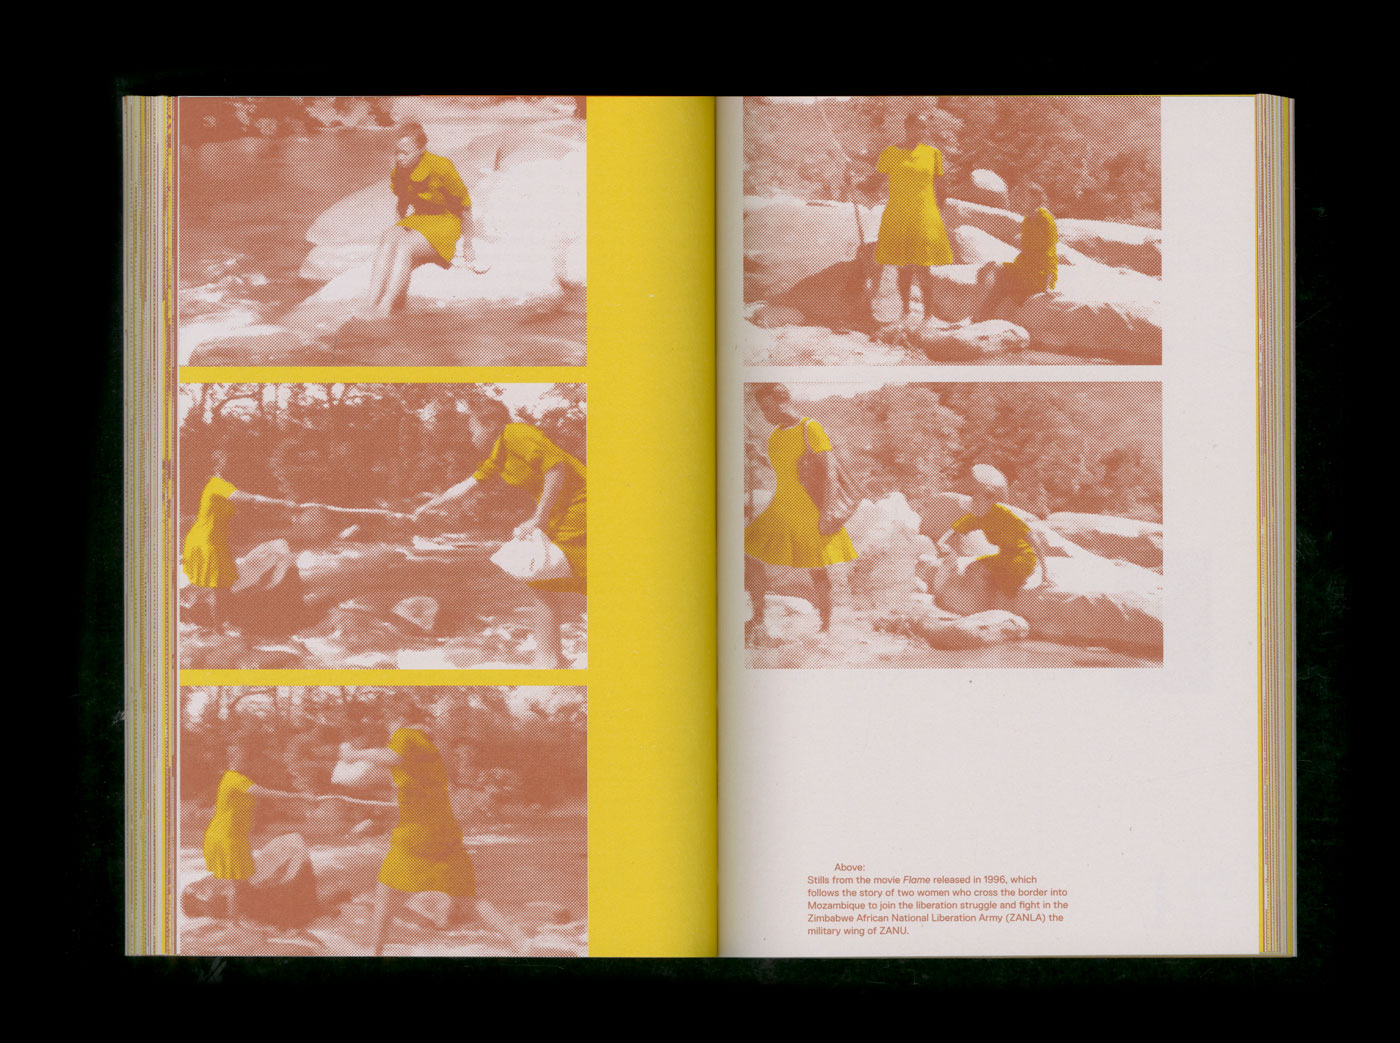 Above:
Stills from the movie Flame released in 1996, which
follows the story of two women who cross the border into
Mozambique to join the liberation struggle and fight in the
Zimbabwe African National Liberation Army (ZANLA) the
military wing of ZANU.